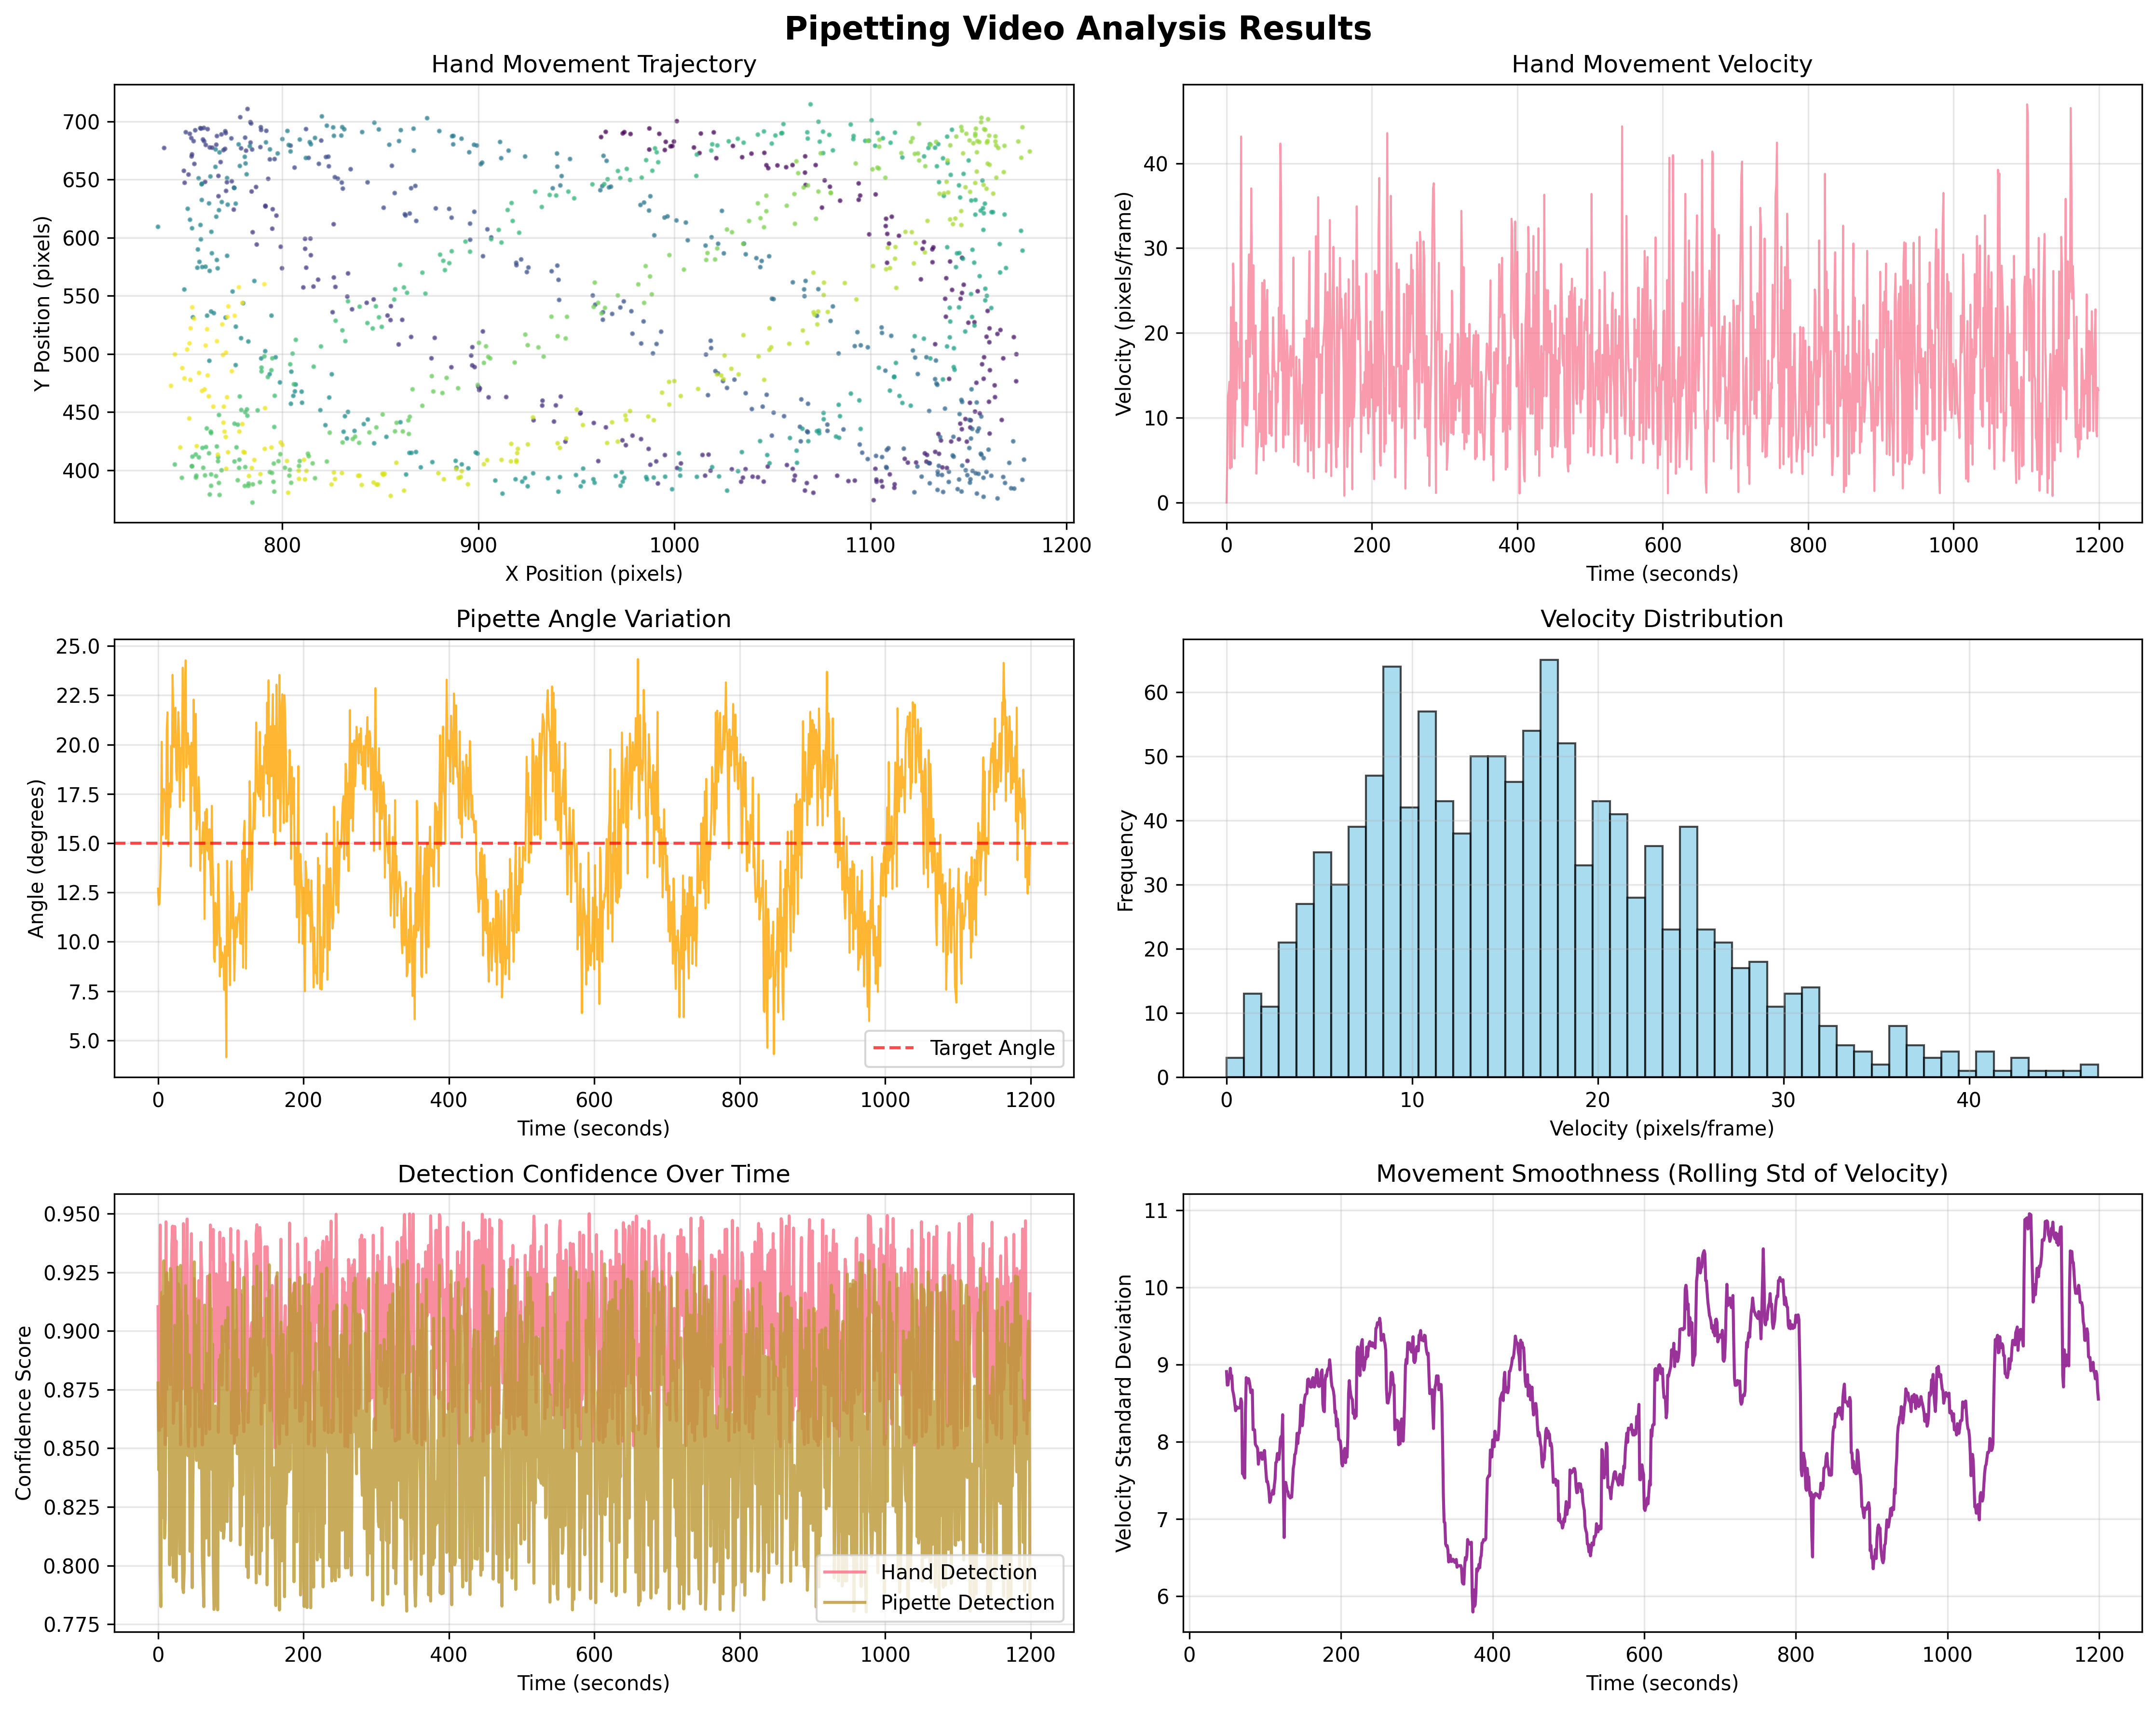 Pipetting Video Analysis Results
Hand Movement Trajectory
Y Position (pixels)
700
650
600
550
500
450
400
800 900 1000 1100 1200
X Position (pixels)
Hand Movement Velocity
Velocity (pixels/frame)
40
30
20
10
0
0 200 400 600 800 1000 1200
Time (seconds)
Pipette Angle Variation
Angle (degrees)
25.0
22.5
20.0
17.5
15.0
12.5
10.0
7.5
5.0
Target Angle
0 200 400 600 800 1000 1200
Time (seconds)
Velocity Distribution
Frequency
60
50
40
30
20
10
0
0 10 20 30 40
Velocity (pixels/frame)
Detection Confidence Over Time
Confidence Score
0.950
0.925
0.900
0.875
0.850
0.825
0.800
0.775
Hand Detection
Pipette Detection
0 200 400 600 800 1000 1200
Time (seconds)
Movement Smoothness (Rolling Std of Velocity)
Velocity Standard Deviation
11
10
9
8
7
6
0 200 400 600 800 1000 1200
Time (seconds)